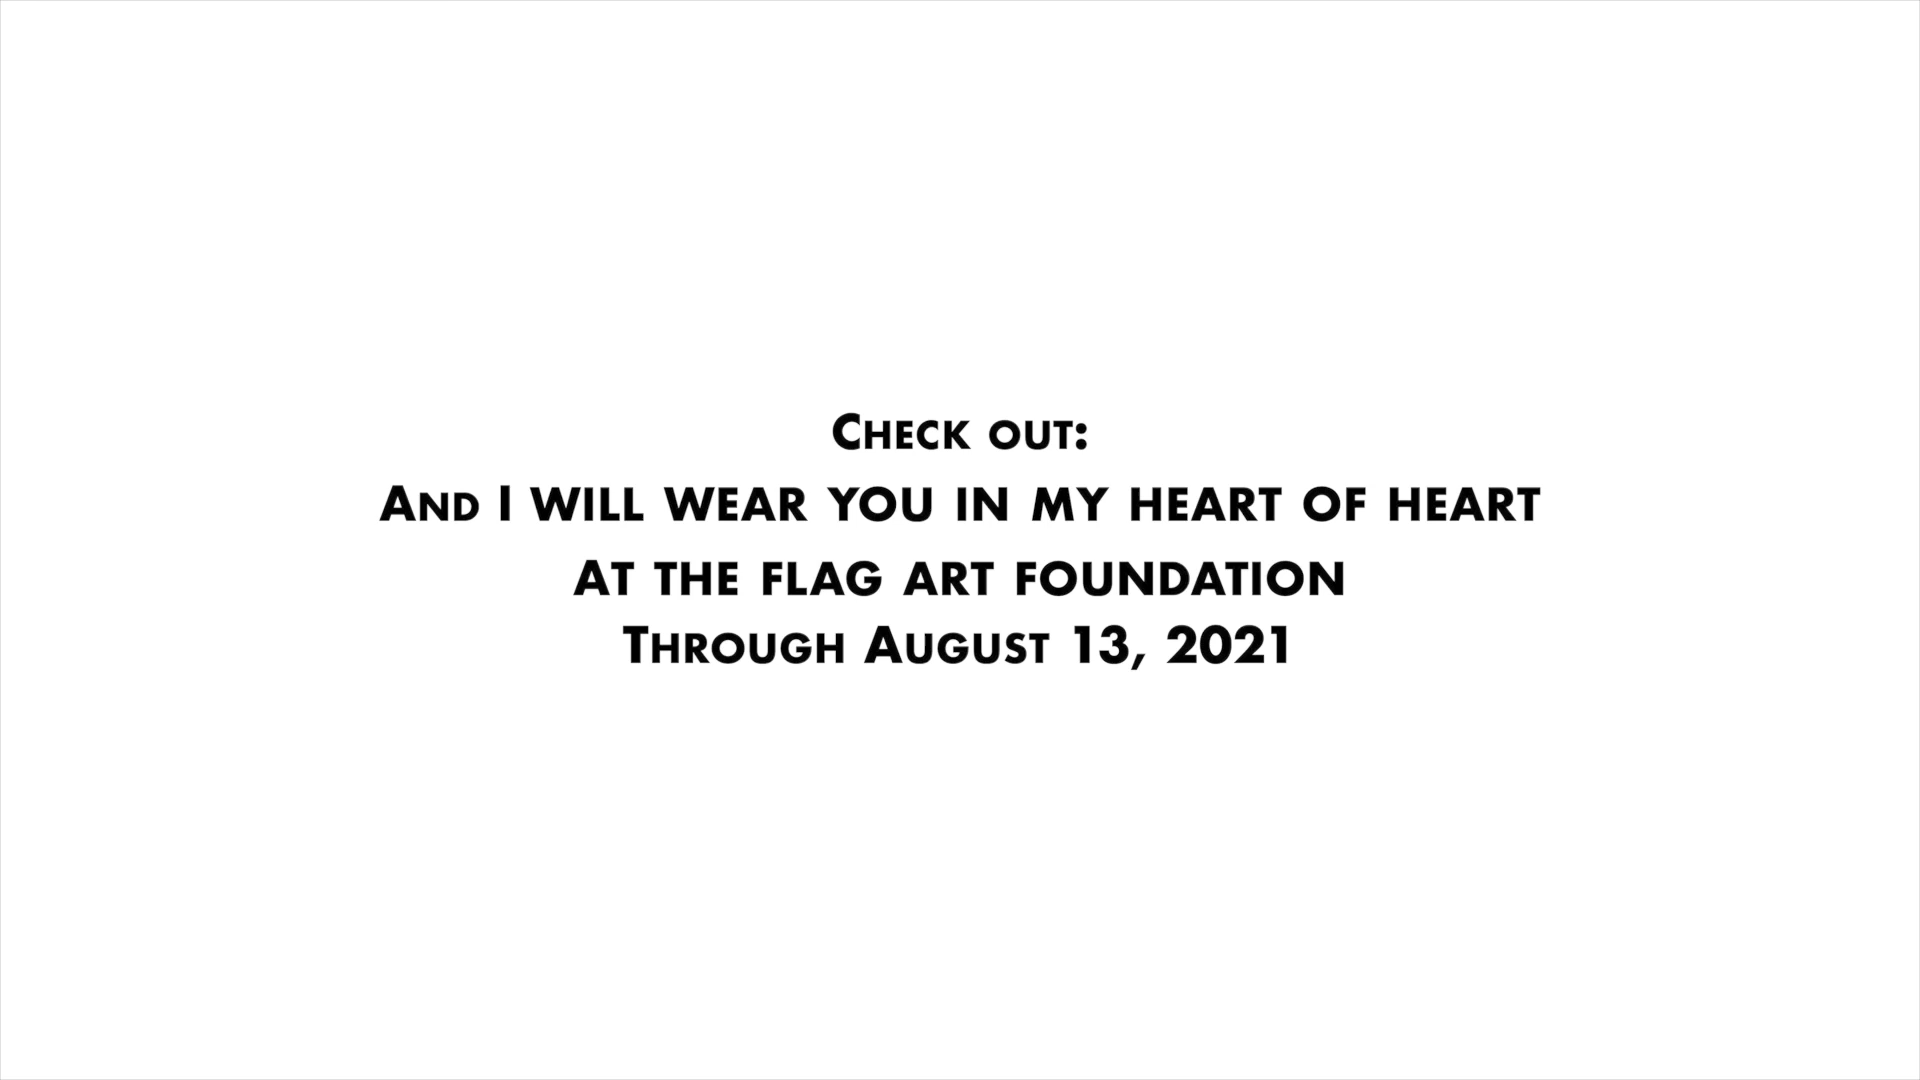 Check out:
And I will wear you in my heart of heart
At the flag art foundation
Through August 13, 2021